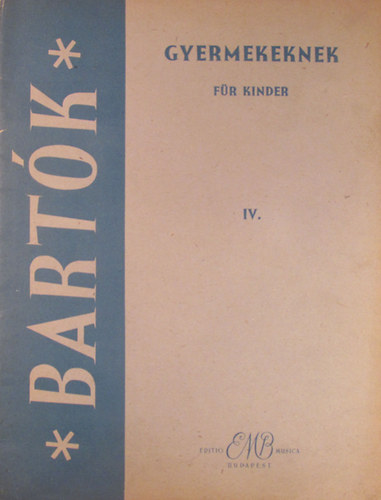 * BARTÓK *
GYERMEKEKNEK
FÜR KINDER
IV.
EDITIO EMB MUSICA
BUDAPEST